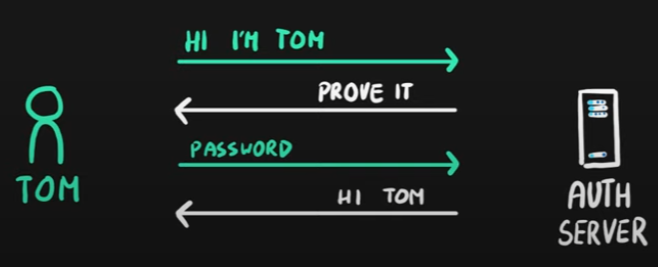 HI I'M TOM
PROVE IT
PASSWORD
HI TOM
TOM
AUTH
SERVER